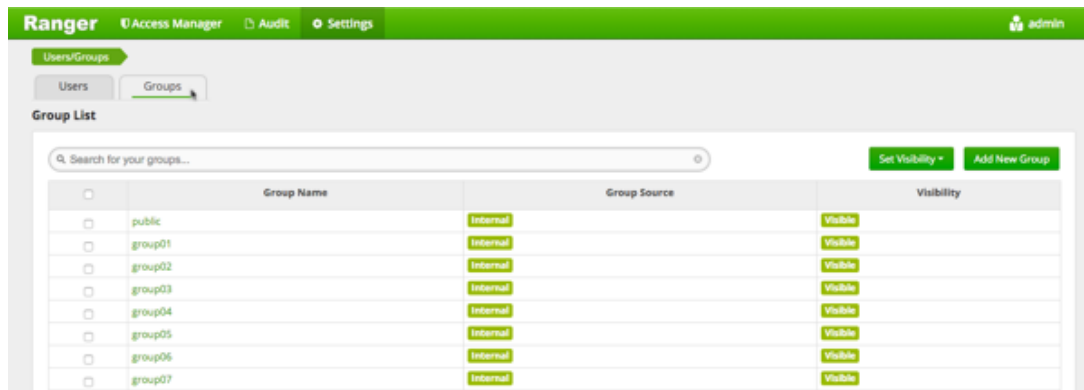 Ranger Access Manager Audit Settings admin
Users/Groups
Users Groups
Group List
Search for your groups... Set Visibility Add New Group
Group Name Group Source Visibility
public Internal Visible
group01 Internal Visible
group02 Internal Visible
group03 Internal Visible
group04 Internal Visible
group05 Internal Visible
group06 Internal Visible
group07 Internal Visible